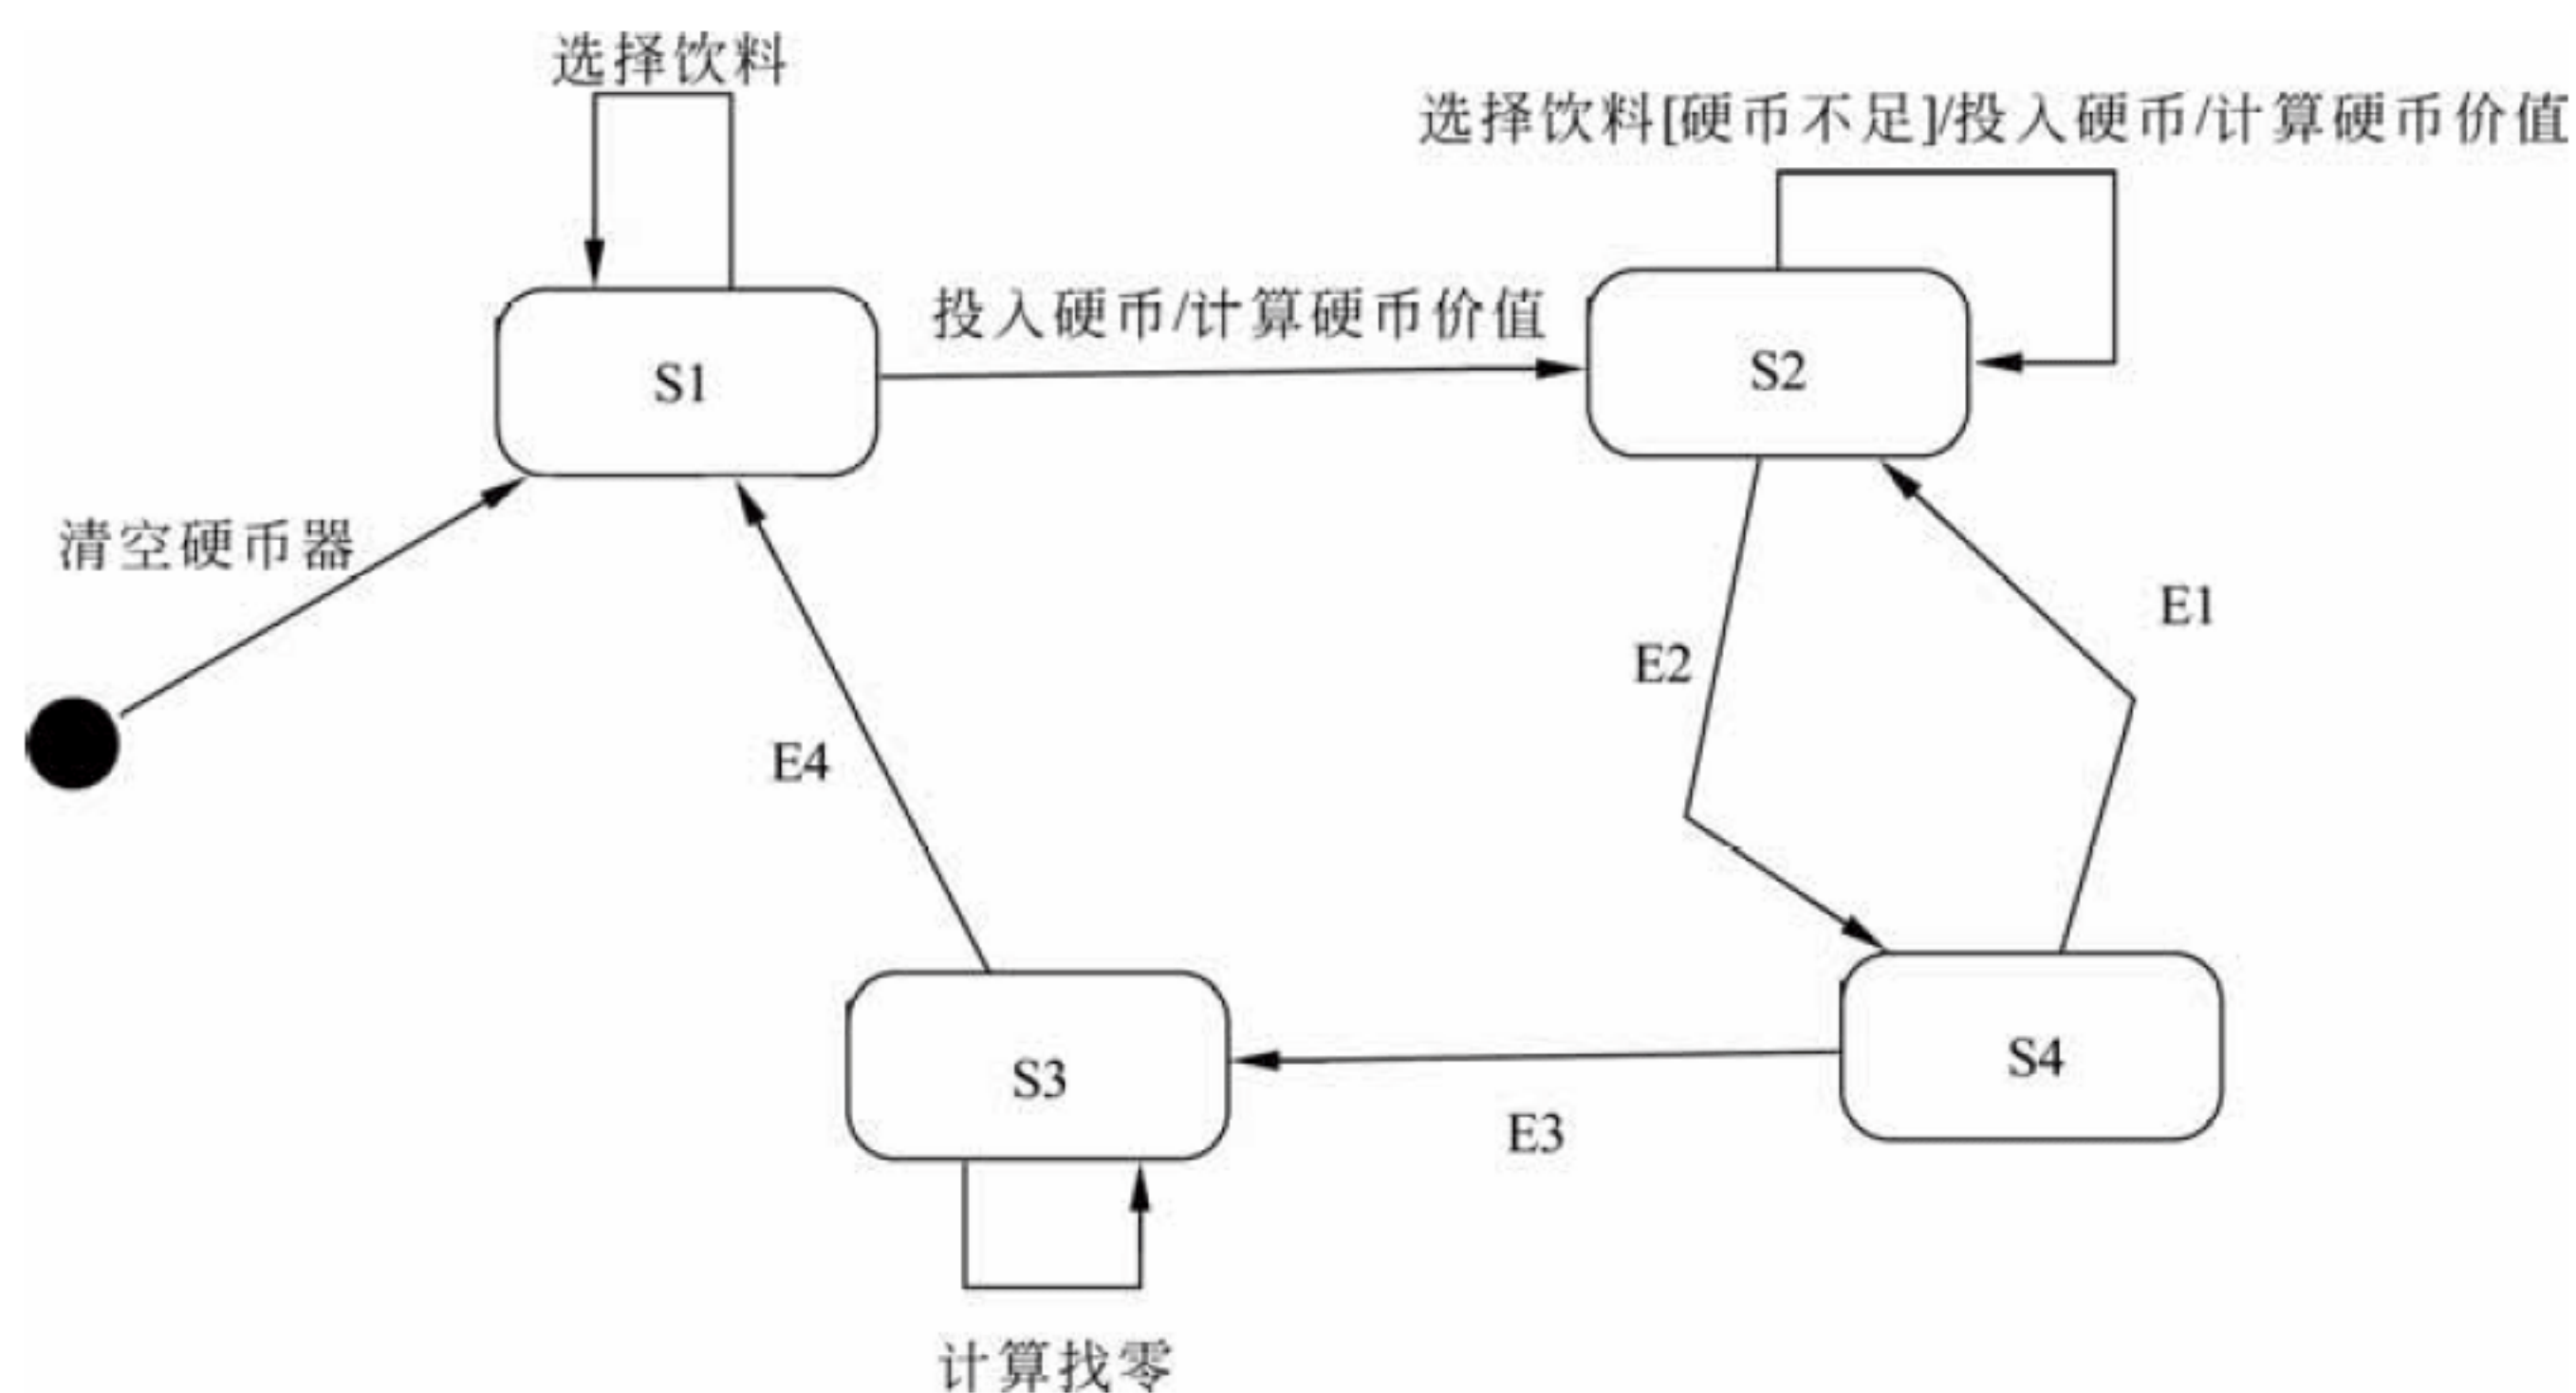 选择饮料
选择饮料[硬币不足]/投入硬币/计算硬币价值
投入硬币/计算硬币价值
S1
S2
清空硬币器
E1
E2
E4
S3
S4
E3
计算找零